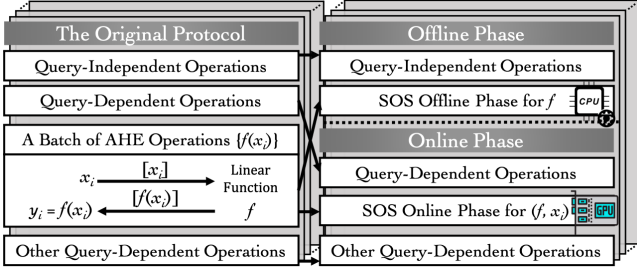 The Original Protocol
Query-Independent Operations
Query-Dependent Operations
A Batch of AHE Operations {f(xᵢ)}
xᵢ [xᵢ] Linear Function
yᵢ = f(xᵢ) [f(xᵢ)] f
Other Query-Dependent Operations
Offline Phase
Query-Independent Operations
SOS Offline Phase for f
CPU
Online Phase
Query-Dependent Operations
SOS Online Phase for (f, xᵢ)
GPU
Other Query-Dependent Operations